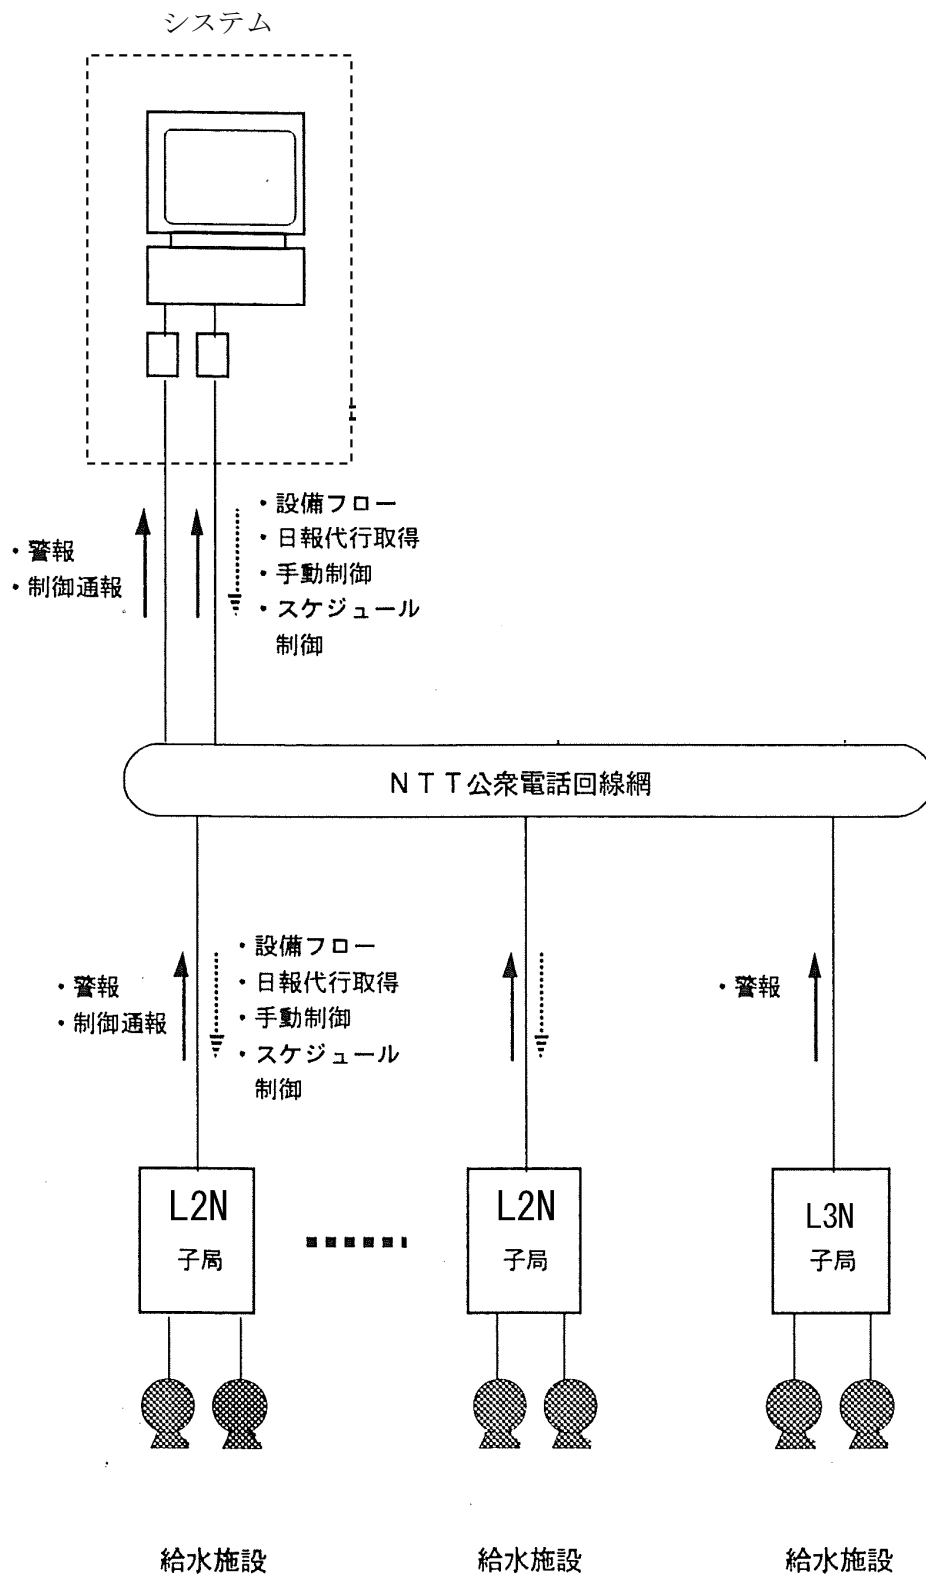 システム
・設備フロー
・日報代行取得
・手動制御
・スケジュール
制御
・警報
・制御通報
ＮＴＴ公衆電話回線網
・警報
・制御通報
・設備フロー
・日報代行取得
・手動制御
・スケジュール
制御
・警報
L2N
子局
L2N
子局
L3N
子局
給水施設
給水施設
給水施設